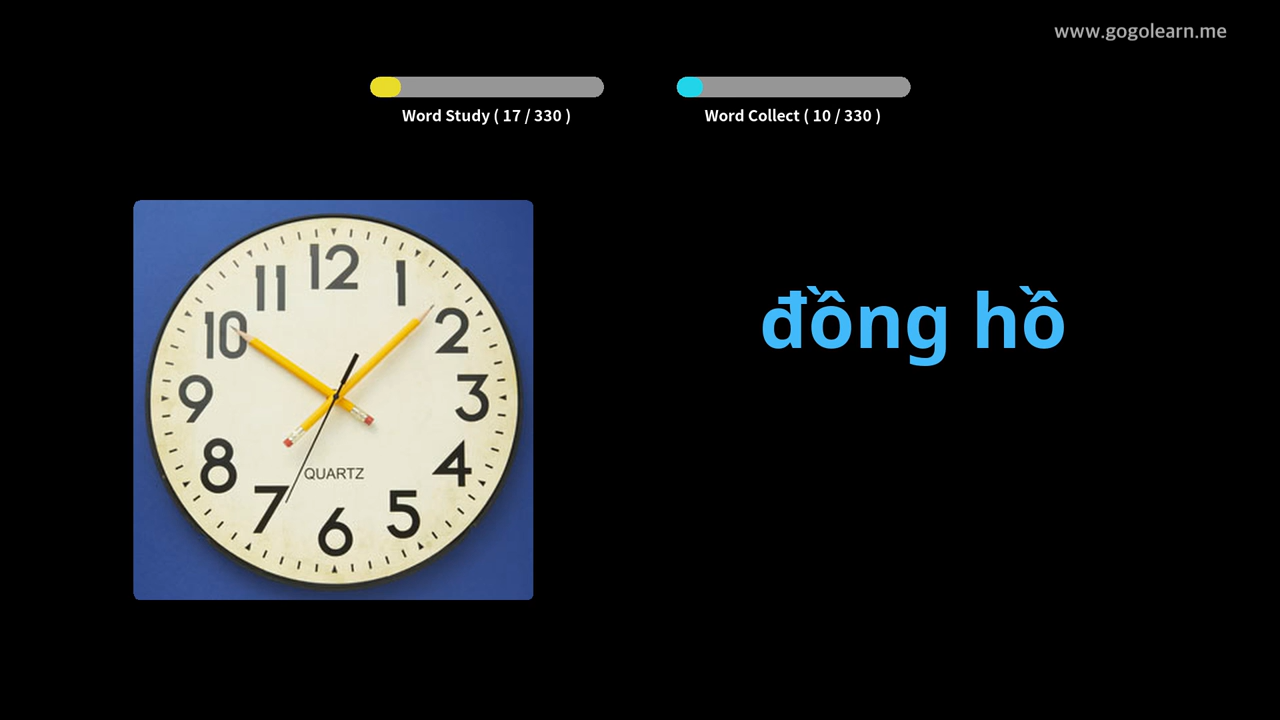 www.gogolearn.me
Word Study ( 17 / 330 )
Word Collect ( 10 / 330 )
12
11
1
10
2
9
3
8
4
QUARTZ
7
5
6
đồng hồ